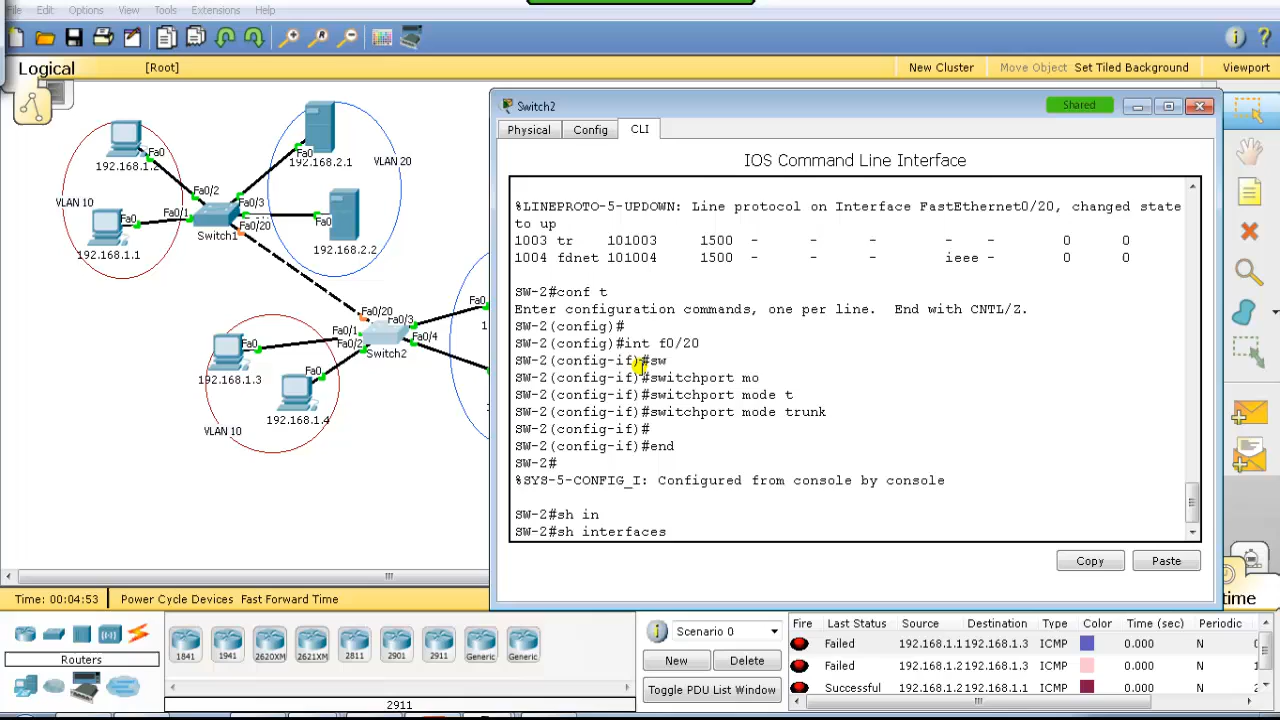 File Edit Options View Tools Extensions Help
Logical
[Root]
New Cluster
Move Object
Set Tiled Background
Viewport
192.168.1.2
Fa0
VLAN 10
Fa0
192.168.1.1
Fa0/2
Fa0/1
Fa0/3
Fa0/20
Switch1
Fa0
192.168.2.1
VLAN 20
Fa0
192.168.2.2
Fa0/20
Fa0/3
Fa0/1
Fa0/2
Fa0/4
Switch2
Fa0
192.168.1.3
Fa0
192.168.1.4
VLAN 10
Fa0
Fa0
Switch2
Shared
Physical
Config
CLI
IOS Command Line Interface
%LINEPROTO-5-UPDOWN: Line protocol on Interface FastEthernet0/20, changed state
to up
1003 tr 101003 1500 - - - - - 0 0
1004 fdnet 101004 1500 - - - ieee - 0 0
SW-2#conf t
Enter configuration commands, one per line. End with CNTL/Z.
SW-2(config)#
SW-2(config)#int f0/20
SW-2(config-if)#sw
SW-2(config-if)#switchport mo
SW-2(config-if)#switchport mode t
SW-2(config-if)#switchport mode trunk
SW-2(config-if)#
SW-2(config-if)#end
SW-2#
%SYS-5-CONFIG_I: Configured from console by console
SW-2#sh in
SW-2#sh interfaces
Copy
Paste
Time: 00:04:53
Power Cycle Devices
Fast Forward Time
Routers
1841
1941
2620XM
2621XM
2811
2901
2911
Generic
Generic
2911
Scenario 0
New
Delete
Toggle PDU List Window
Fire Last Status Source Destination Type Color Time (sec) Periodic
Failed 192.168.1.1 192.168.1.3 ICMP 0.000 N
Failed 192.168.1.2 192.168.1.3 ICMP 0.000 N
Successful 192.168.1.2 192.168.1.1 ICMP 0.000 N